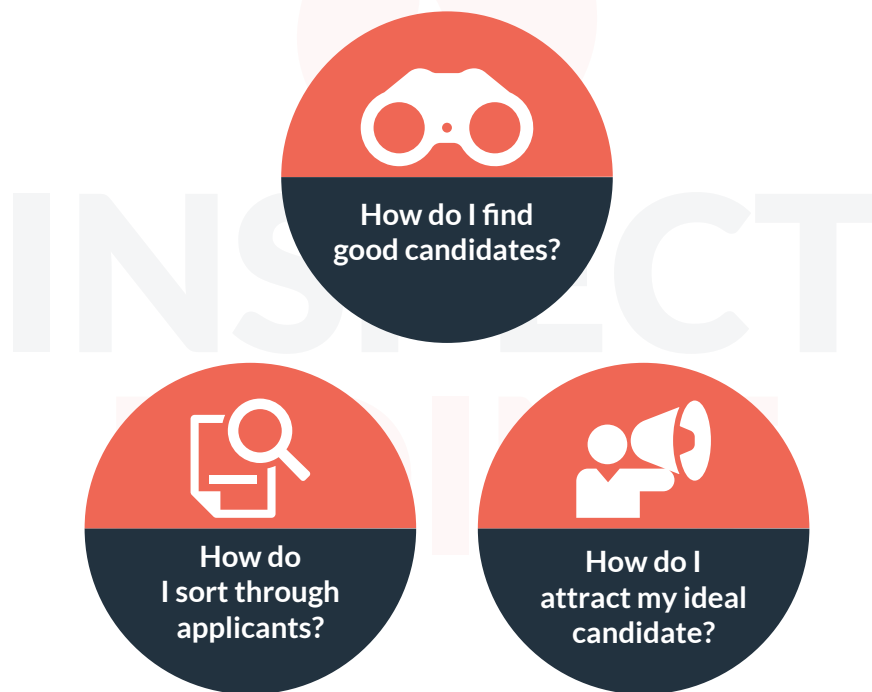 How do I find
good candidates?
How do
I sort through
applicants?
How do I
attract my ideal
candidate?